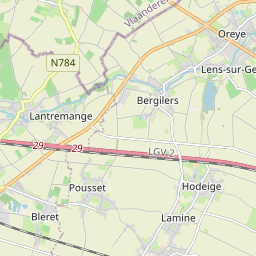 Vlaanderen
Oreye
N784
Lens-sur-Ge
Bergilers
Lantremange
29
29
LGV 2
Pousset
Hodeige
Bleret
Lamine